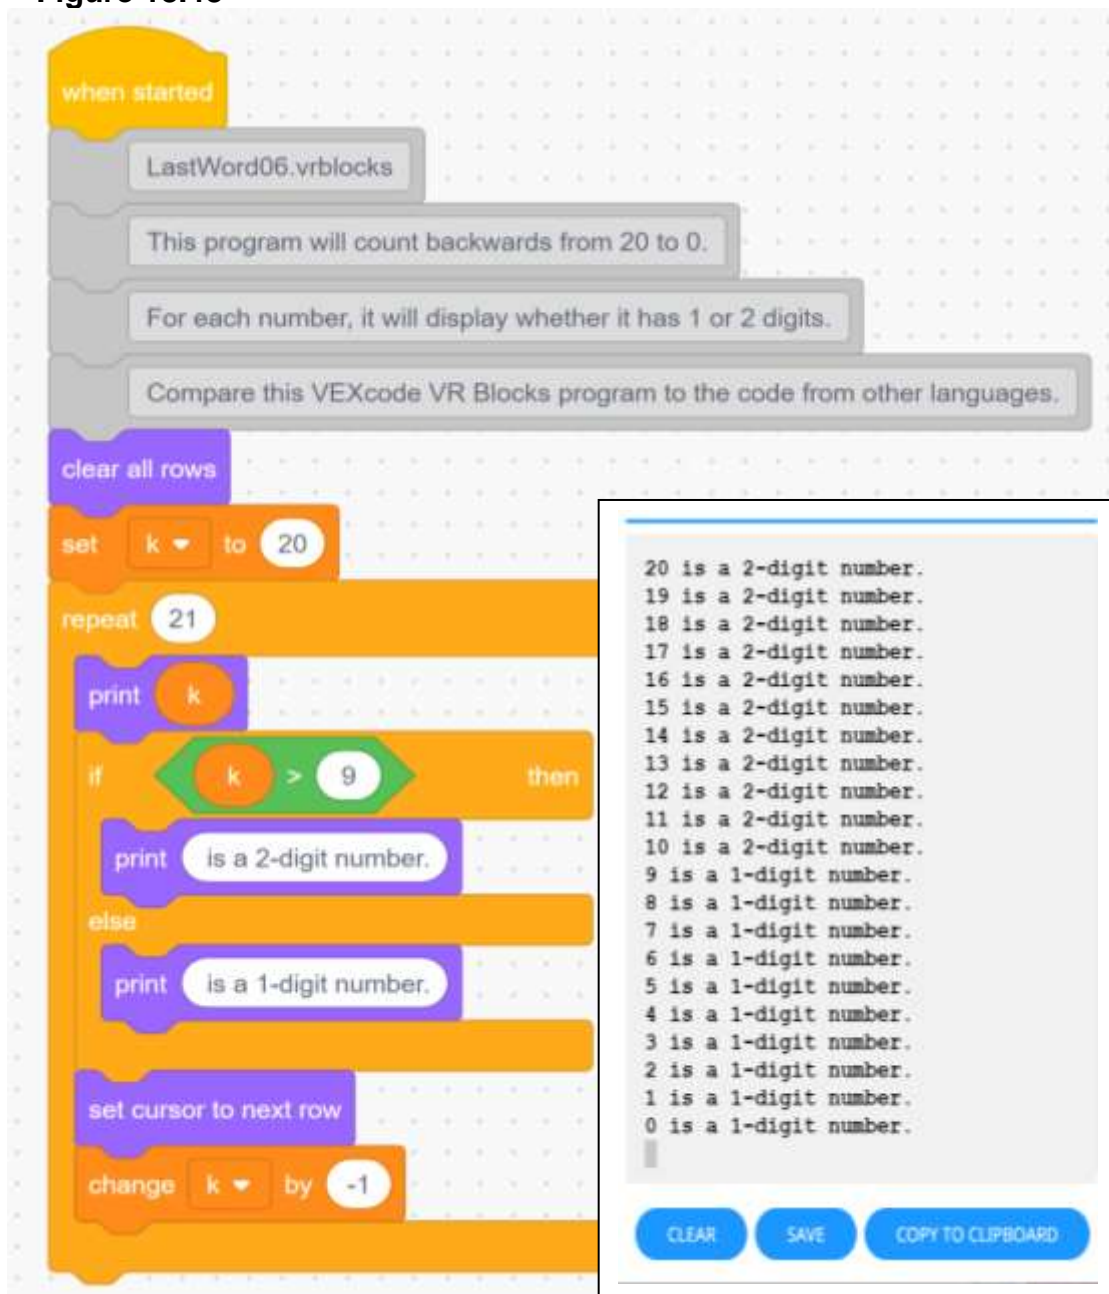 when started
LastWord06.vrblocks
This program will count backwards from 20 to 0.
For each number, it will display whether it has 1 or 2 digits.
Compare this VEXcode VR Blocks program to the code from other languages.
clear all rows
set k to 20
repeat 21
print k
if k > 9 then
print is a 2-digit number.
else
print is a 1-digit number.
set cursor to next row
change k by -1
20 is a 2-digit number.
19 is a 2-digit number.
18 is a 2-digit number.
17 is a 2-digit number.
16 is a 2-digit number.
15 is a 2-digit number.
14 is a 2-digit number.
13 is a 2-digit number.
12 is a 2-digit number.
11 is a 2-digit number.
10 is a 2-digit number.
9 is a 1-digit number.
8 is a 1-digit number.
7 is a 1-digit number.
6 is a 1-digit number.
5 is a 1-digit number.
4 is a 1-digit number.
3 is a 1-digit number.
2 is a 1-digit number.
1 is a 1-digit number.
0 is a 1-digit number.
CLEAR SAVE COPY TO CLIPBOARD